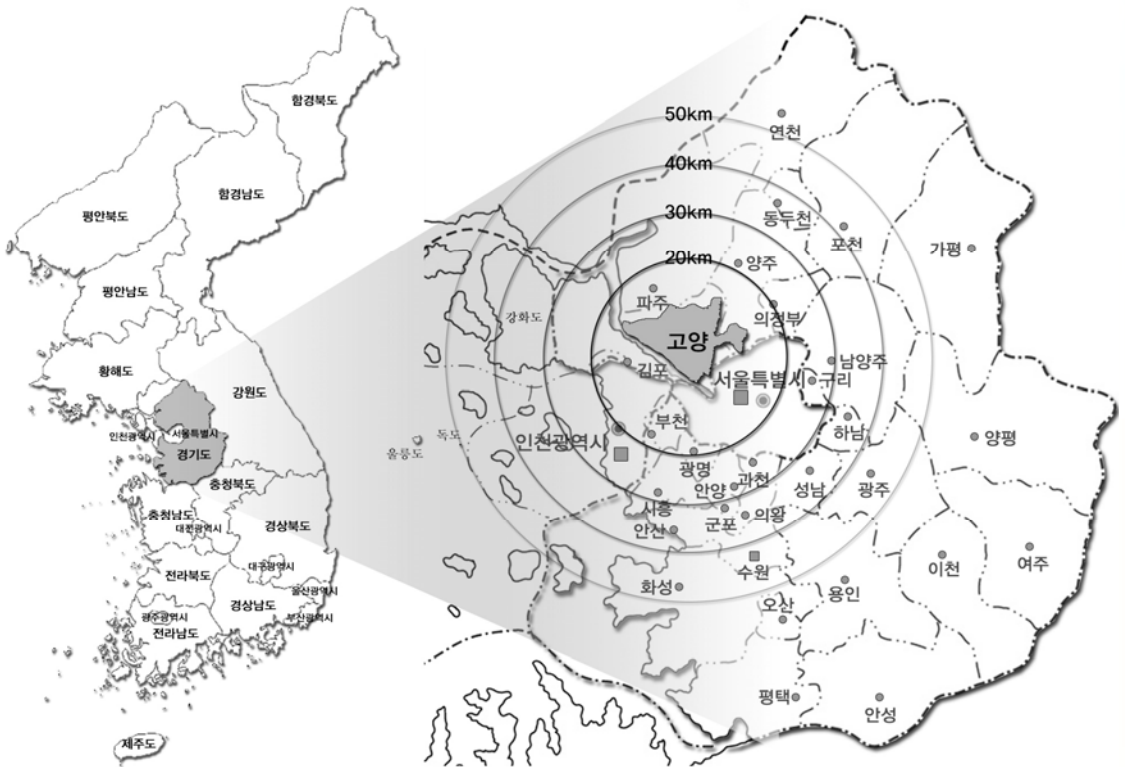 함경북도
함경남도
평안북도
평안남도
황해도
강원도
인천광역시
서울특별시
경기도
충청북도
충청남도
대전광역시
경상북도
전라북도
대구광역시
울산광역시
경상남도
부산광역시
광주광역시
전라남도
제주도
독도
울릉도
50km
40km
30km
20km
연천
동두천
포천
가평
양주
파주
의정부
강화도
고양
김포
남양주
서울특별시
구리
부천
하남
인천광역시
양평
광명
과천
안양
성남
광주
시흥
군포
의왕
안산
수원
화성
이천
여주
용인
오산
평택
안성